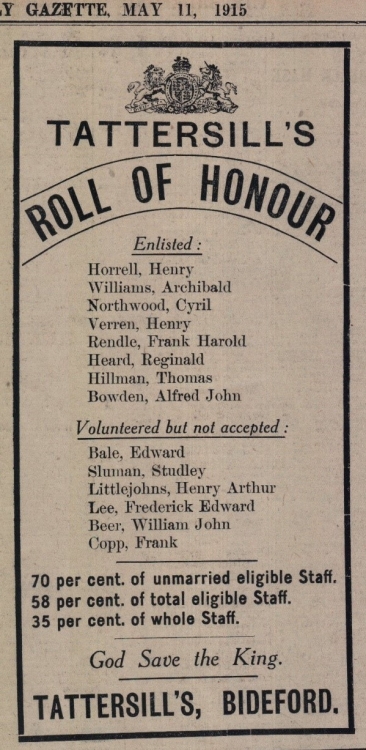 LY GAZETTE, MAY 11, 1915
TATTERSILL'S
ROLL OF HONOUR
Enlisted :
Horrell, Henry
Williams, Archibald
Northwood, Cyril
Verren, Henry
Rendle, Frank Harold
Heard, Reginald
Hillman, Thomas
Bowden, Alfred John
Volunteered but not accepted :
Bale, Edward
Sluman, Studley
Littlejohns, Henry Arthur
Lee, Frederick Edward
Beer, William John
Copp, Frank
70 per cent. of unmarried eligible Staff.
58 per cent. of total eligible Staff.
35 per cent. of whole Staff.
God Save the King.
TATTERSILL'S, BIDEFORD.